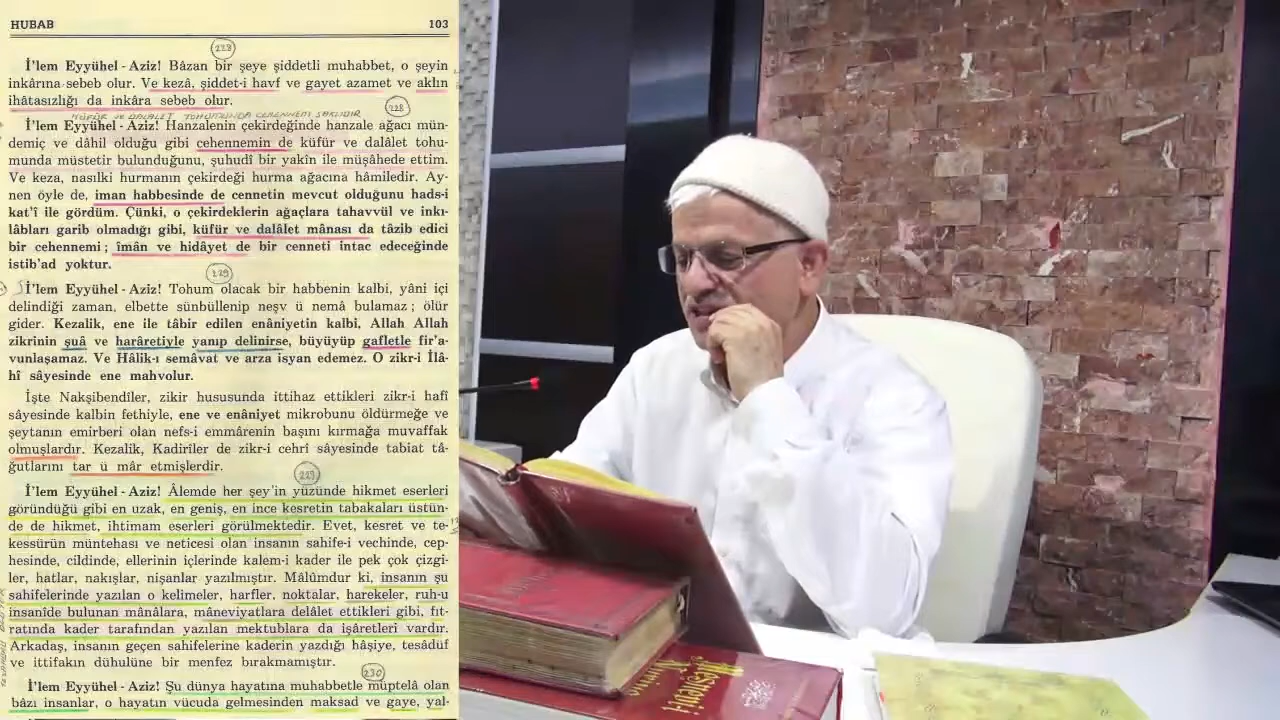 HUBAB 103
228
İ'lem Eyyühel - Aziz! Bâzan bir şeye şiddetli muhabbet, o şeyin
inkârına sebeb olur. Ve kezâ, şiddet-i havf ve gayet azamet ve aklın
ihâtasızlığı da inkâra sebeb olur.
228
KÜFÜR VE DALÂLET TOHUMUNDA CEHENNEM SAKLIDIR
İ'lem Eyyühel - Aziz! Hanzalenin çekirdeğinde hanzale ağacı mün-
demiç ve dâhil olduğu gibi cehennemin de küfür ve dalâlet tohu-
munda müstetir bulunduğunu, şuhudî bir yakîn ile müşâhede ettim.
Ve keza, nasılki hurmanın çekirdeği hurma ağacına hâmiledir. Ay-
nen öyle de, iman habbesinde de cennetin mevcut olduğunu hads-i
kat'î ile gördüm. Çünki, o çekirdeklerin ağaçlara tahavvül ve inkı-
lâbları garib olmadığı gibi, küfür ve dalâlet mânası da tâzib edici
bir cehennemi ; îmân ve hidâyet de bir cenneti intac edeceğinde
istib'ad yoktur.
229
İ'lem Eyyühel - Aziz! Tohum olacak bir habbenin kalbi, yâni içi
delindiği zaman, elbette sünbüllenip neşv ü nemâ bulamaz ; ölür
gider. Kezalik, ene ile tâbir edilen enâniyetin kalbi, Allah Allah
zikrinin şuâ ve harâretiyle yanıp delinirse, büyüyüp gafletle fir'a-
vunlaşamaz. Ve Hâlik-ı semâvat ve arza isyan edemez. O zikr-i İlâ-
hî sâyesinde ene mahvolur.
İşte Nakşibendîler, zikir hususunda ittihaz ettikleri zikr-i hafî
sâyesinde kalbin fethiyle, ene ve enâniyet mikrobunu öldürmeğe ve
şeytanın emirberi olan nefs-i emmârenin başını kırmağa muvaffak
olmuşlardır. Kezalik, Kadirîler de zikr-i cehrî sâyesinde tabiat tâ-
ğutlarını tar ü mâr etmişlerdir.
229
İ'lem Eyyühel - Aziz! Âlemde her şey'in yüzünde hikmet eserleri
göründüğü gibi en uzak, en geniş, en ince kesretin tabakaları üstün-
de de hikmet, ihtimam eserleri görülmektedir. Evet, kesret ve te-
kessürün müntehası ve neticesi olan insanın sahife-i vechinde, cep-
hesinde, cildinde, ellerinin içlerinde kalem-i kader ile pek çok çizgi-
ler, hatlar, nakışlar, nişanlar yazılmıştır. Mâlûmdur ki, insanın şu
sahifelerinde yazılan o kelimeler, harfler, noktalar, harekeler, ruh-u
insanîde bulunan mânâlara, mâneviyatlara delâlet ettikleri gibi, fıt-
ratında kader tarafından yazılan mektublara da işâretleri vardır.
Arkadaş, insanın geçen sahifelerine kaderin yazdığı hâşiye, tesâdüf
ve ittifakın dühulüne bir menfez bırakmamıştır.
230
İ'lem Eyyühel - Aziz! Şu dünya hayatına muhabbetle müptelâ olan
bâzı insanlar, o hayatın vücuda gelmesinden maksad ve gaye, yal-
Mesnevî-i
Nuriye